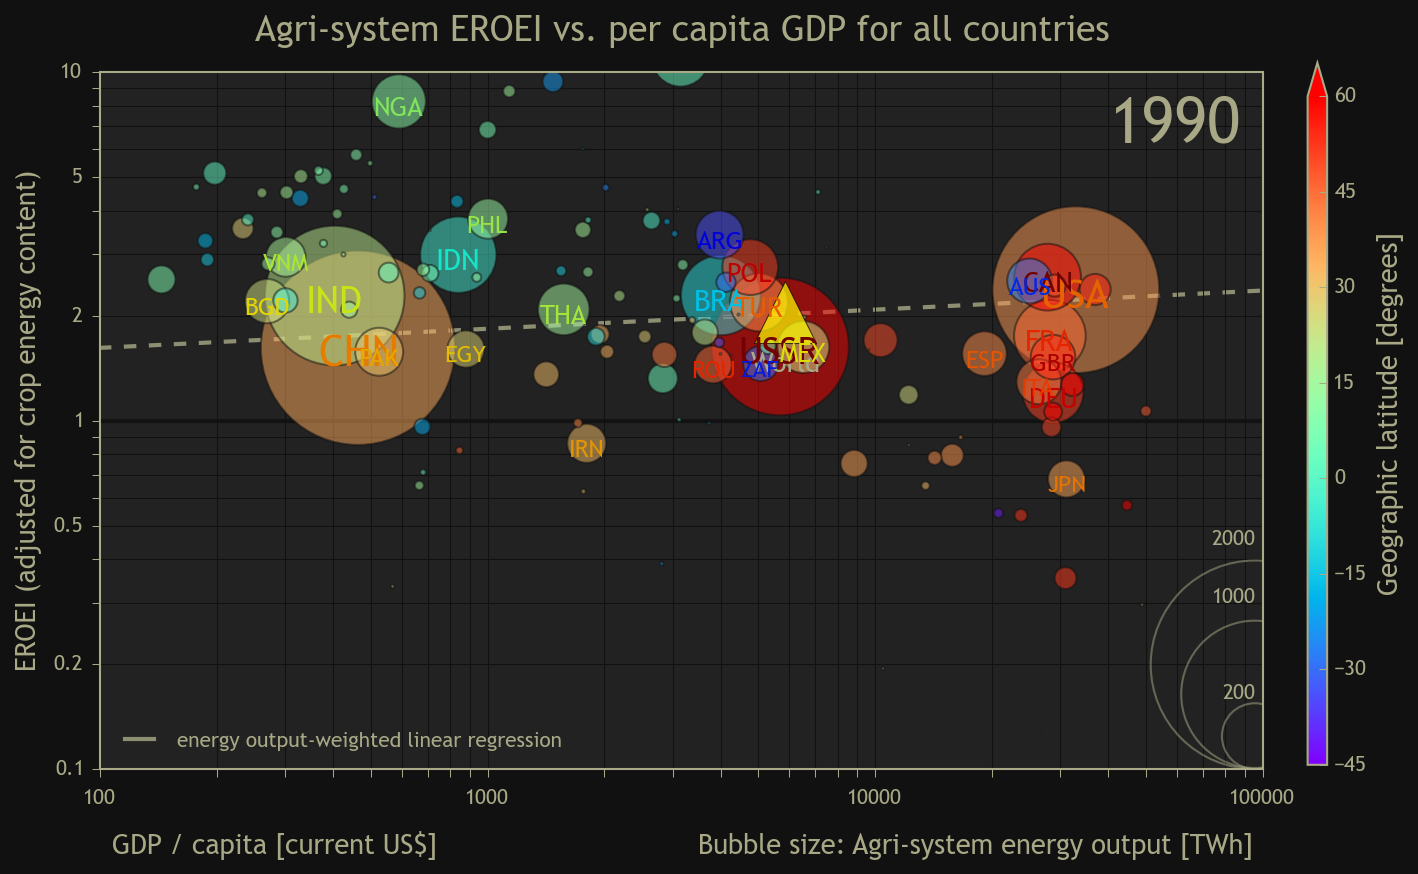 Agri-system EROEI vs. per capita GDP for all countries
1990
EROEI (adjusted for crop energy content)
10
5
2
1
0.5
0.2
0.1
NGA
PHL
VNM
IDN
BGD
IND
CHN
PAK
EGY
THA
IRN
ARG
POL
BRA
TUR
USSR
MEX
ROU
ZAF
ESP
CAN
AUS
USA
FRA
GBR
ITA
DEU
JPN
2000
1000
200
energy output-weighted linear regression
100
1000
10000
100000
GDP / capita [current US$]
Bubble size: Agri-system energy output [TWh]
60
45
30
15
0
−15
−30
−45
Geographic latitude [degrees]